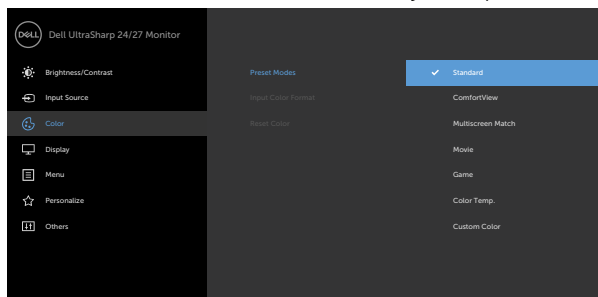 DELL Dell UltraSharp 24/27 Monitor
Brightness/Contrast Preset Modes Standard
Input Source Input Color Format ComfortView
Color Reset Color Multiscreen Match
Display Movie
Menu Game
Personalize Color Temp.
Others Custom Color